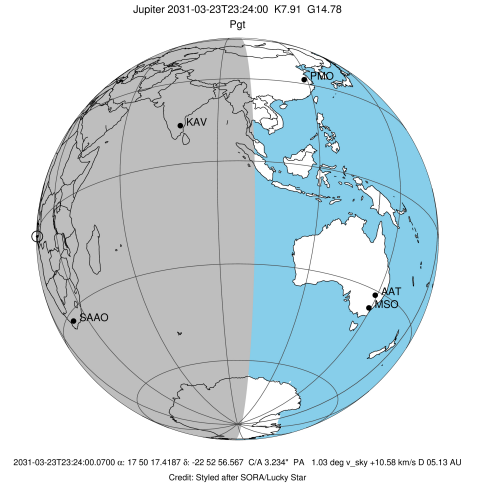 Jupiter 2031-03-23T23:24:00 K7.91 G14.78
Pgt
PMO
KAV
AAT
MSO
SAAO
2031-03-23T23:24:00.0700 α: 17 50 17.4187 δ: -22 52 56.567 C/A 3.234" PA 1.03 deg v_sky +10.58 km/s D 05.13 AU
Credit: Styled after SORA/Lucky Star